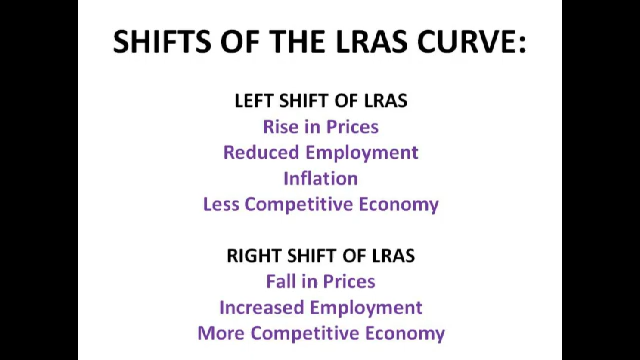 SHIFTS OF THE LRAS CURVE:
LEFT SHIFT OF LRAS
Rise in Prices
Reduced Employment
Inflation
Less Competitive Economy
RIGHT SHIFT OF LRAS
Fall in Prices
Increased Employment
More Competitive Economy